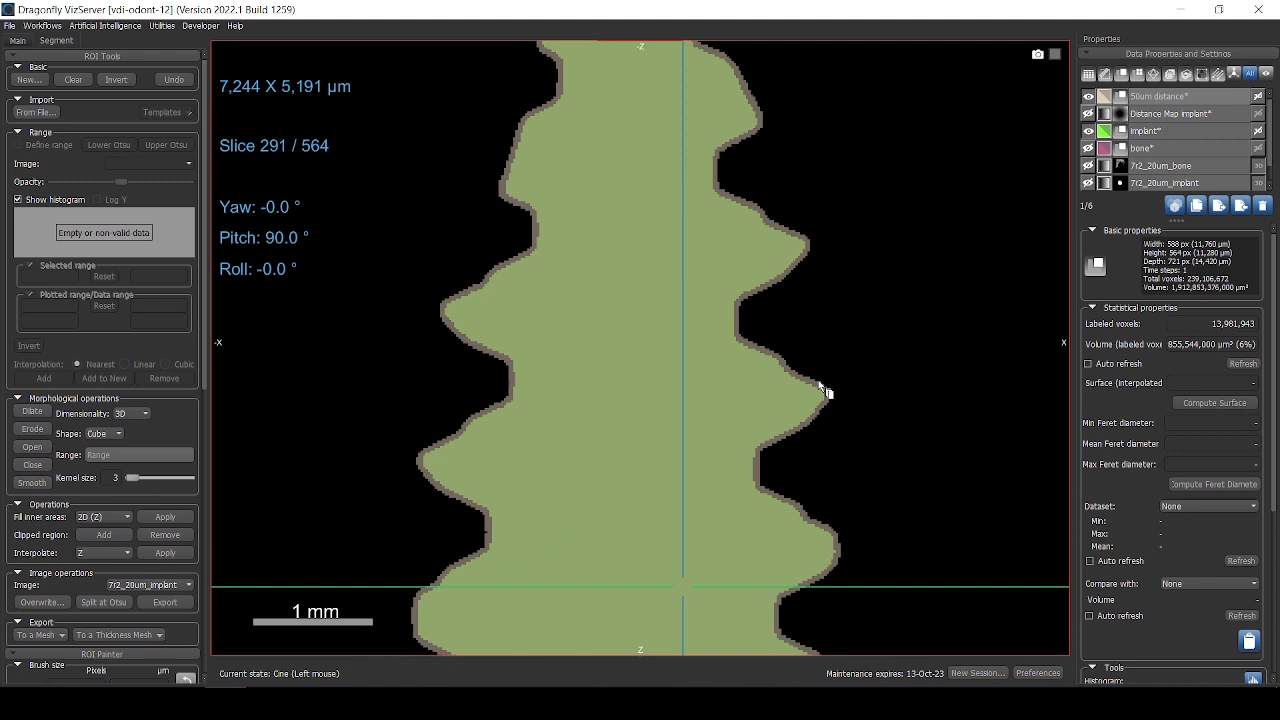 Dragonfly VizServer [vdi-odont-12] (Version 2022.1 Build 1259)
File Workflows Artificial Intelligence Utilities Developer Help
Main Segment
ROI Tools
Basic
New... Clear Invert Undo
Import
From File... Templates
Range
Define range Lower Otsu Upper Otsu
Image:
Opacity:
Show histogram Log Y
Empty or non-valid data
Selected range
Reset
Plotted range/Data range
Reset
Invert
Interpolation: Nearest Linear Cubic
Add Add to New Remove
Morphological operations
Dilate Dimensionality: 3D
Erode Shape: Cube
Open Range: Range
Close
Smooth Kernel size: 3
Operations
Fill inner areas: 2D (Z) Apply
Clipped region: Add Remove
Interpolate: Z Apply
Image operations
Image: 7r2_20um_implant
Overwrite... Split at Otsu Export
Export
To a Mesh To a Thickness Mesh
ROI Painter
Brush size
Pixels µm
7,244 X 5,191 µm
Slice 291 / 564
Yaw: -0.0 °
Pitch: 90.0 °
Roll: -0.0 °
-Z
-X
X
Z
1 mm
Current state: Cine (Left mouse) Maintenance expires: 13-Oct-23 New Session... Preferences
Properties
Data Properties and Settings
All
50um distance*
Distance Map implant*
implant*
bone*
7r2_20um_bone 3D
7r2_20um_implant 3D
1/6
Basic properties
Width: 588 px (11,760 µm)
Height: 564 px (11,280 µm)
Depth: 721 px (14,420 µm)
Time steps: 1
Total voxels: 239,106,672
Volume: 1,912,853,376,000 µm³
Statistical properties
Labeled voxels: 13,981,943
Volume (labeled voxe 855,544,000 µm³ (6%)
Auto refresh Refresh
Surface (interpolated -
Compute Surface
Min Feret diameter: -
Mean Feret diameter -
Max Feret diameter: -
Compute Feret Diamete
Dataset: None
Min: -
Max: -
Mean: -
Auto refresh Refresh
Compare with: None
Volume -
Auto refresh Refresh
Tools
Histogram: